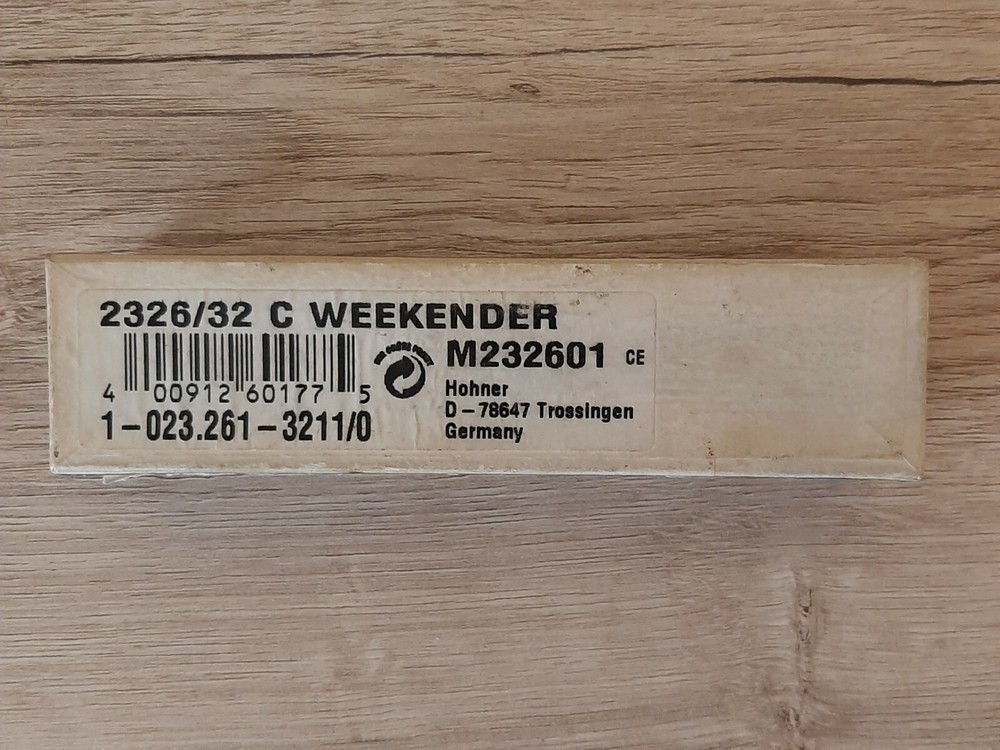 2326/32 C WEEKENDER
M232601 CE
4 00912 60177 5
Hohner
D - 78647 Trossingen
Germany
1-023.261-3211/0